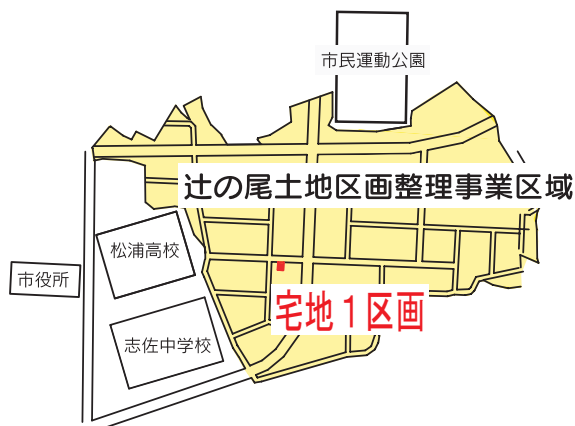 市民運動公園
辻の尾土地区画整理事業区域
松浦高校
市役所
宅地1区画
志佐中学校